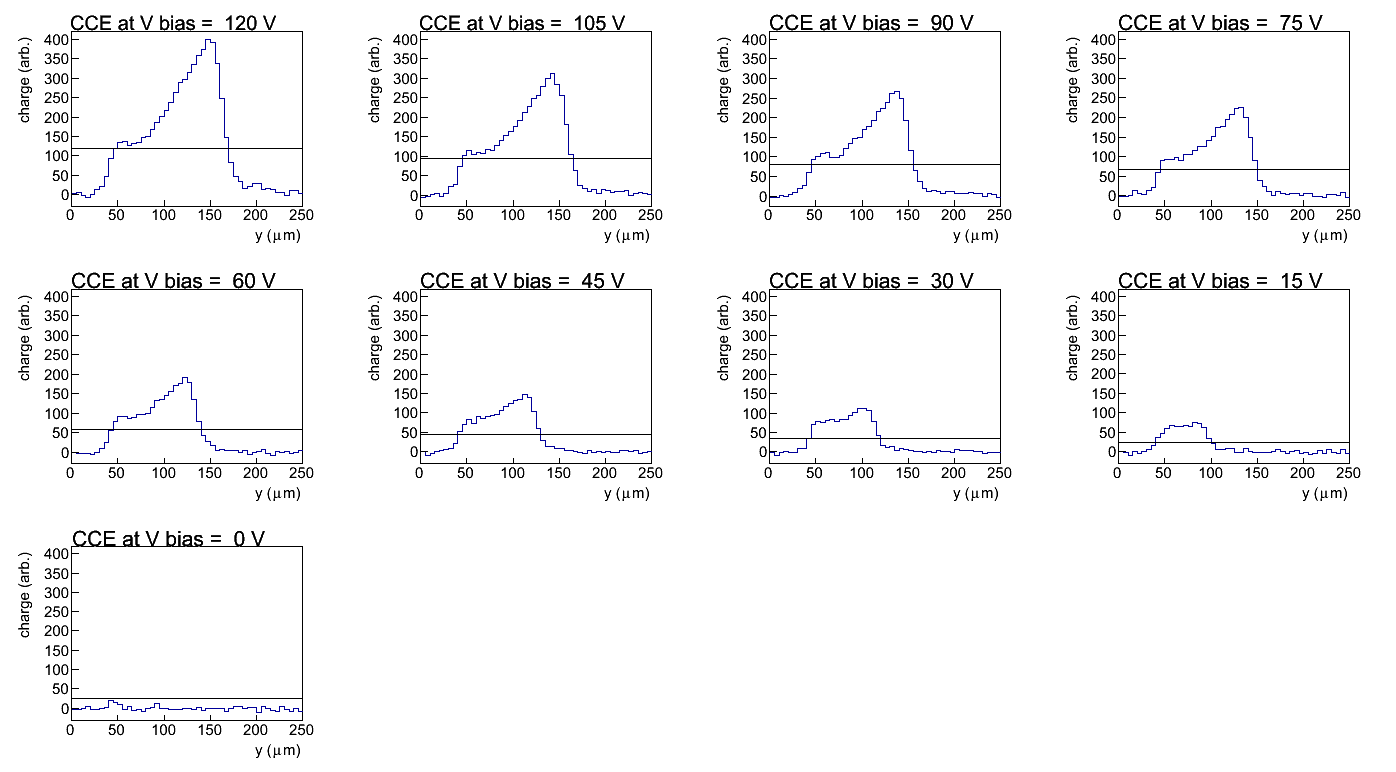 CCE at V bias =  120 V
charge (arb.)
400
350
300
250
200
150
100
50
0
0 50 100 150 200 250
y (μm)
CCE at V bias =  105 V
charge (arb.)
400
350
300
250
200
150
100
50
0
0 50 100 150 200 250
y (μm)
CCE at V bias =  90 V
charge (arb.)
400
350
300
250
200
150
100
50
0
0 50 100 150 200 250
y (μm)
CCE at V bias =  75 V
charge (arb.)
400
350
300
250
200
150
100
50
0
0 50 100 150 200 250
y (μm)
CCE at V bias =  60 V
charge (arb.)
400
350
300
250
200
150
100
50
0
0 50 100 150 200 250
y (μm)
CCE at V bias =  45 V
charge (arb.)
400
350
300
250
200
150
100
50
0
0 50 100 150 200 250
y (μm)
CCE at V bias =  30 V
charge (arb.)
400
350
300
250
200
150
100
50
0
0 50 100 150 200 250
y (μm)
CCE at V bias =  15 V
charge (arb.)
400
350
300
250
200
150
100
50
0
0 50 100 150 200 250
y (μm)
CCE at V bias =  0 V
charge (arb.)
400
350
300
250
200
150
100
50
0
0 50 100 150 200 250
y (μm)